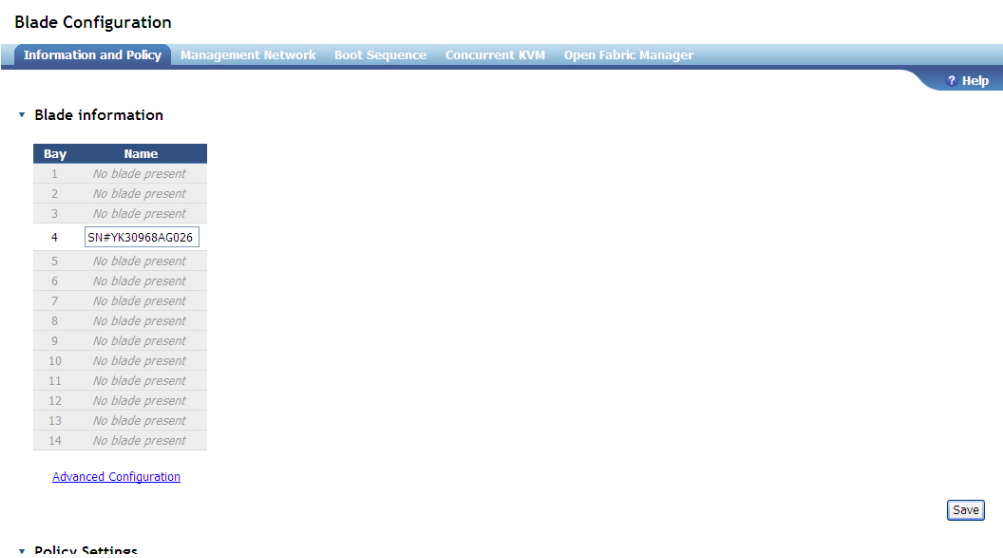 Blade Configuration
Information and Policy Management Network Boot Sequence Concurrent KVM Open Fabric Manager
? Help
Blade information
Bay Name
1 No blade present
2 No blade present
3 No blade present
4 SN#YK30968AG026
5 No blade present
6 No blade present
7 No blade present
8 No blade present
9 No blade present
10 No blade present
11 No blade present
12 No blade present
13 No blade present
14 No blade present
Advanced Configuration
Save
Policy Settings